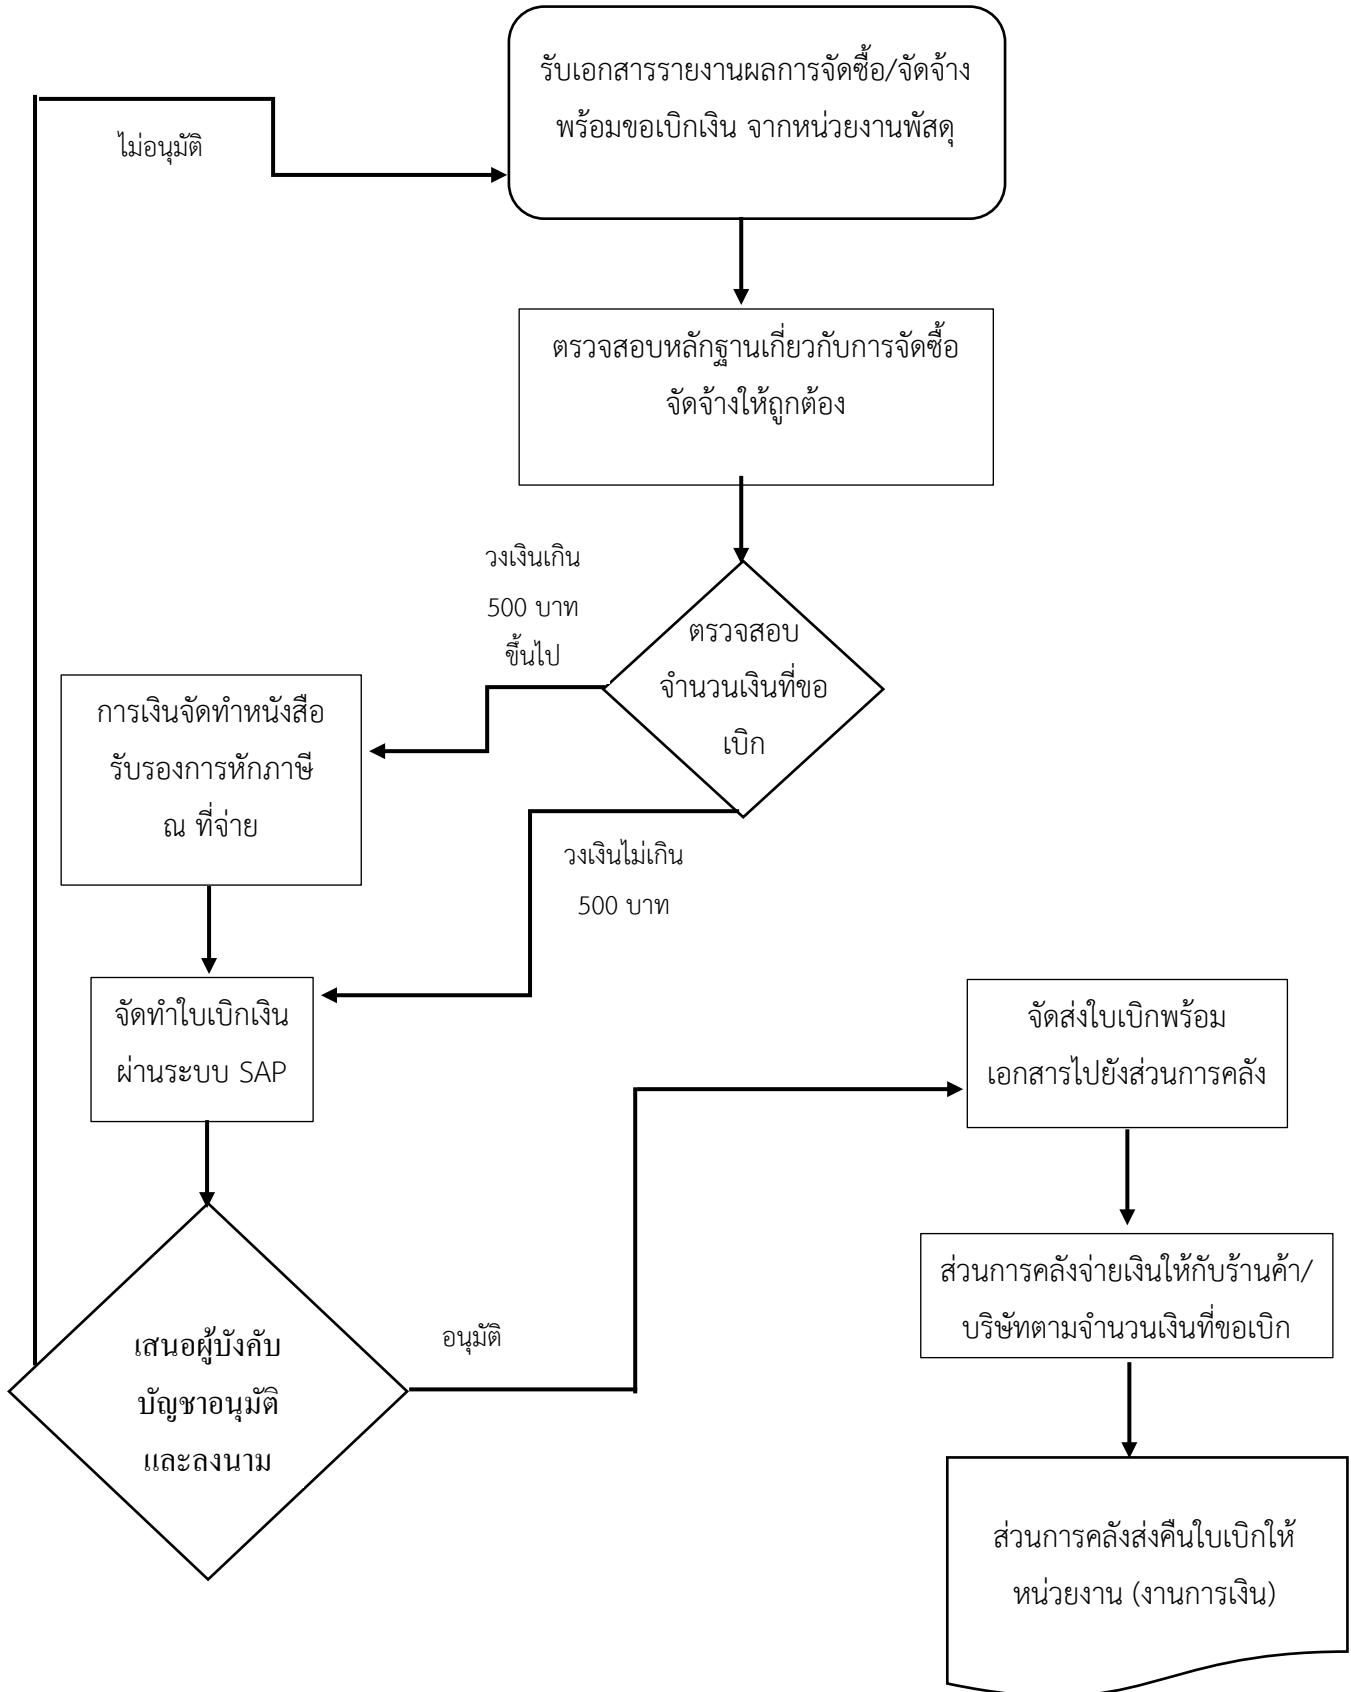 รับเอกสารรายงานผลการจัดซื้อ/จัดจ้าง
พร้อมขอเบิกเงิน จากหน่วยงานพัสดุ
ไม่อนุมัติ
ตรวจสอบหลักฐานเกี่ยวกับการจัดซื้อ
จัดจ้างให้ถูกต้อง
วงเงินเกิน
500 บาท
ขึ้นไป
ตรวจสอบ
จำนวนเงินที่ขอ
เบิก
การเงินจัดทำหนังสือ
รับรองการหักภาษี
ณ ที่จ่าย
วงเงินไม่เกิน
500 บาท
จัดทำใบเบิกเงิน
ผ่านระบบ SAP
เสนอผู้บังคับ
บัญชาอนุมัติ
และลงนาม
อนุมัติ
จัดส่งใบเบิกพร้อม
เอกสารไปยังส่วนการคลัง
ส่วนการคลังจ่ายเงินให้กับร้านค้า/
บริษัทตามจำนวนเงินที่ขอเบิก
ส่วนการคลังส่งคืนใบเบิกให้
หน่วยงาน (งานการเงิน)